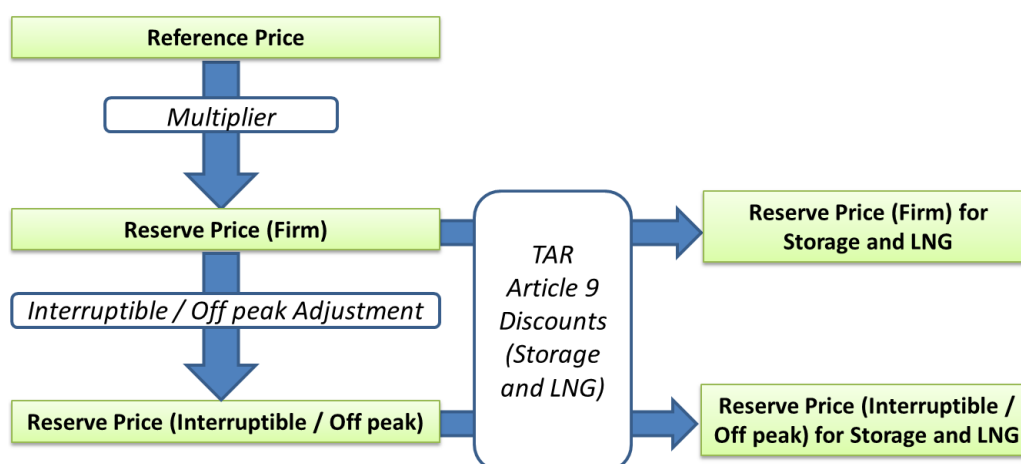 Reference Price
Multiplier
Reserve Price (Firm)
Interruptible / Off peak Adjustment
Reserve Price (Interruptible / Off peak)
TAR
Article 9
Discounts
(Storage
and LNG)
Reserve Price (Firm) for
Storage and LNG
Reserve Price (Interruptible /
Off peak) for Storage and LNG